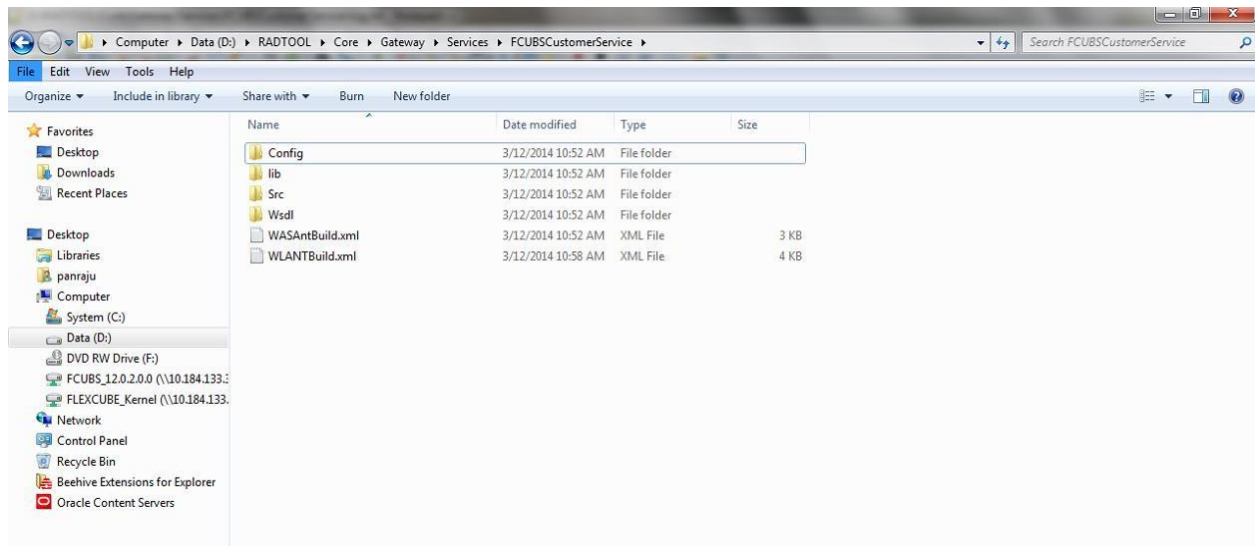 Computer ▸ Data (D:) ▸ RADTOOL ▸ Core ▸ Gateway ▸ Services ▸ FCUBSCustomerService ▸
Search FCUBSCustomerService
File Edit View Tools Help
Organize Include in library Share with Burn New folder
Favorites
Desktop
Downloads
Recent Places
Desktop
Libraries
panraju
Computer
System (C:)
Data (D:)
DVD RW Drive (F:)
FCUBS_12.0.2.0.0 (\\10.184.133.3
FLEXCUBE_Kernel (\\10.184.133.
Network
Control Panel
Recycle Bin
Beehive Extensions for Explorer
Oracle Content Servers
Name Date modified Type Size
Config 3/12/2014 10:52 AM File folder
lib 3/12/2014 10:52 AM File folder
Src 3/12/2014 10:52 AM File folder
Wsdl 3/12/2014 10:52 AM File folder
WASAntBuild.xml 3/12/2014 10:52 AM XML File 3 KB
WLANTBuild.xml 3/12/2014 10:58 AM XML File 4 KB